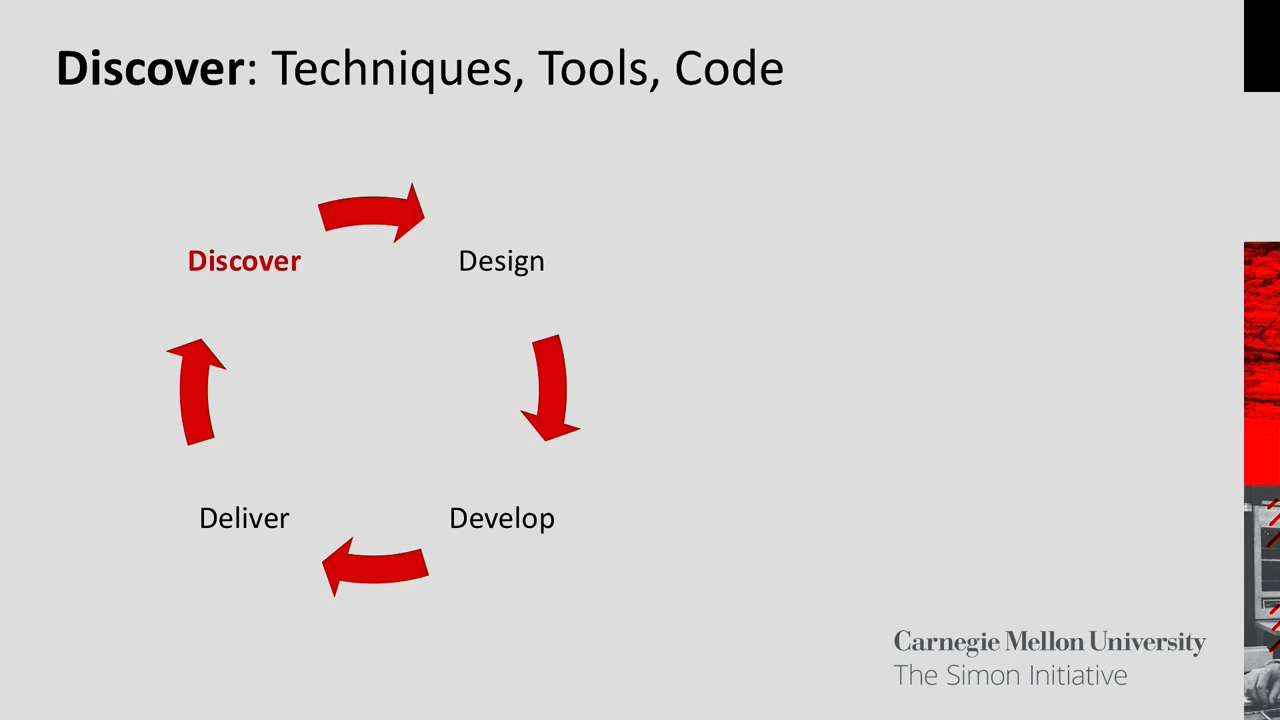 Discover: Techniques, Tools, Code
Discover
Design
Deliver
Develop
Carnegie Mellon University
The Simon Initiative